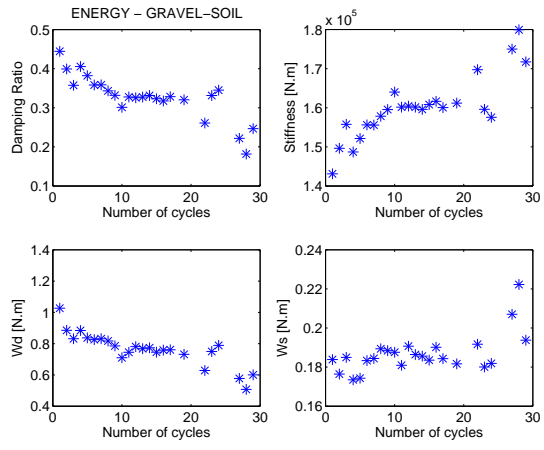 ENERGY − GRAVEL−SOIL
0.5
0.4
0.3
0.2
0.1
Damping Ratio
0 10 20 30
Number of cycles
x 10^5
1.8
1.7
1.6
1.5
1.4
Stiffness [N.m]
0 10 20 30
Number of cycles
1.4
1.2
1
0.8
0.6
0.4
Wd [N.m]
0 10 20 30
Number of cycles
0.24
0.22
0.2
0.18
0.16
Ws [N.m]
0 10 20 30
Number of cycles